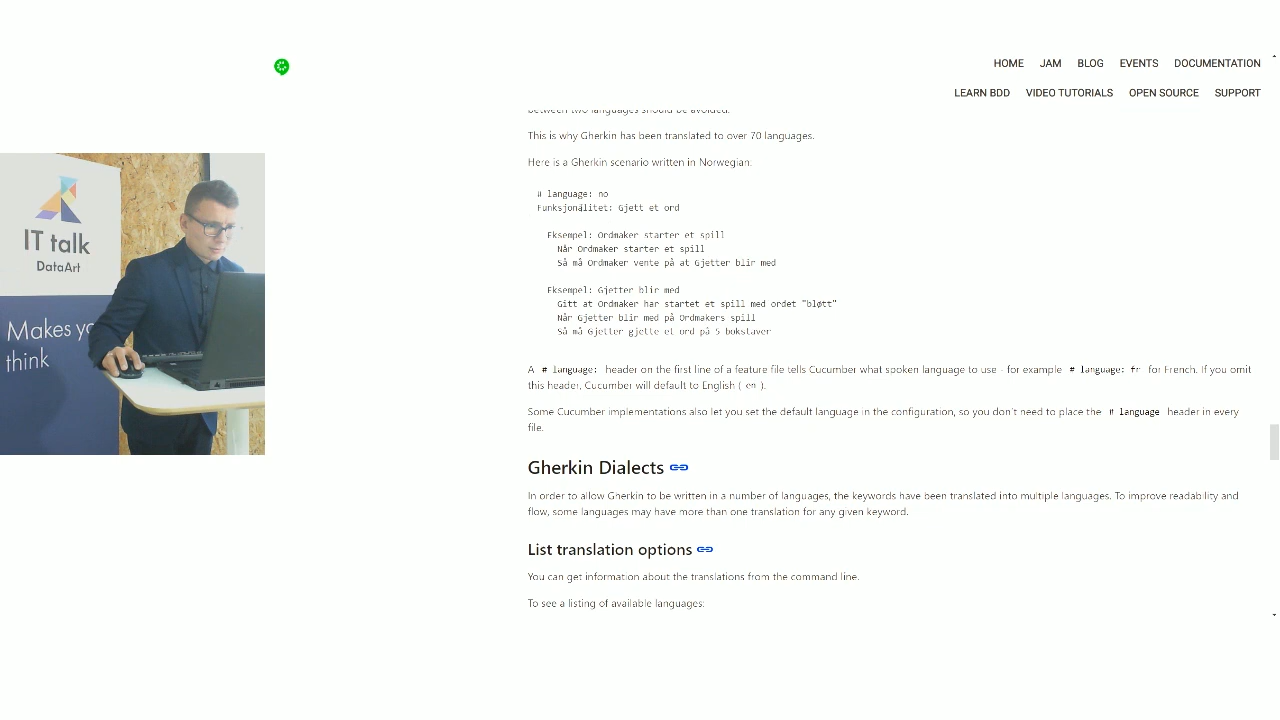 HOME JAM BLOG EVENTS DOCUMENTATION
LEARN BDD VIDEO TUTORIALS OPEN SOURCE SUPPORT
between two languages should be avoided.
This is why Gherkin has been translated to over 70 languages.
Here is a Gherkin scenario written in Norwegian:
# language: no
Funksjonalitet: Gjett et ord
Eksempel: Ordmaker starter et spill
Når Ordmaker starter et spill
Så må Ordmaker vente på at Gjetter blir med
Eksempel: Gjetter blir med
Gitt at Ordmaker har startet et spill med ordet "bløtt"
Når Gjetter blir med på Ordmakers spill
Så må Gjetter gjette et ord på 5 bokstaver
A # language: header on the first line of a feature file tells Cucumber what spoken language to use - for example # language: fr for French. If you omit
this header, Cucumber will default to English ( en ).
Some Cucumber implementations also let you set the default language in the configuration, so you don't need to place the # language header in every
file.
Gherkin Dialects
In order to allow Gherkin to be written in a number of languages, the keywords have been translated into multiple languages. To improve readability and
flow, some languages may have more than one translation for any given keyword.
List translation options
You can get information about the translations from the command line.
To see a listing of available languages:
IT talk
DataArt
Makes yo
think